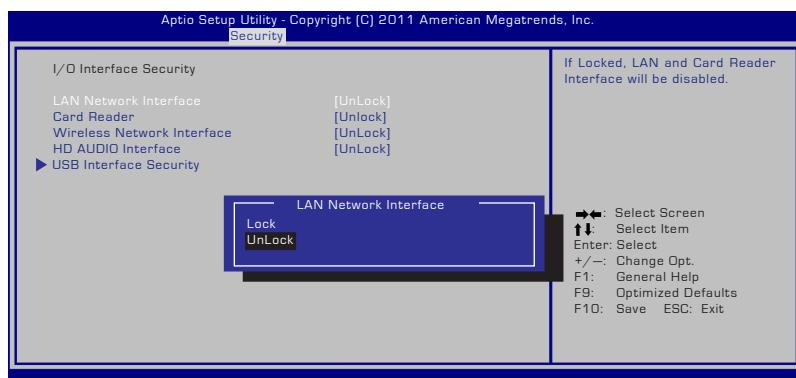 Aptio Setup Utility - Copyright (C) 2011 American Megatrends, Inc.
Security
I/O Interface Security
LAN Network Interface [UnLock]
Card Reader [Unlock]
Wireless Network Interface [UnLock]
HD AUDIO Interface [UnLock]
USB Interface Security
If Locked, LAN and Card Reader
Interface will be disabled.
LAN Network Interface
Lock
UnLock
→←: Select Screen
↑↓: Select Item
Enter: Select
+/—: Change Opt.
F1: General Help
F9: Optimized Defaults
F10: Save ESC: Exit